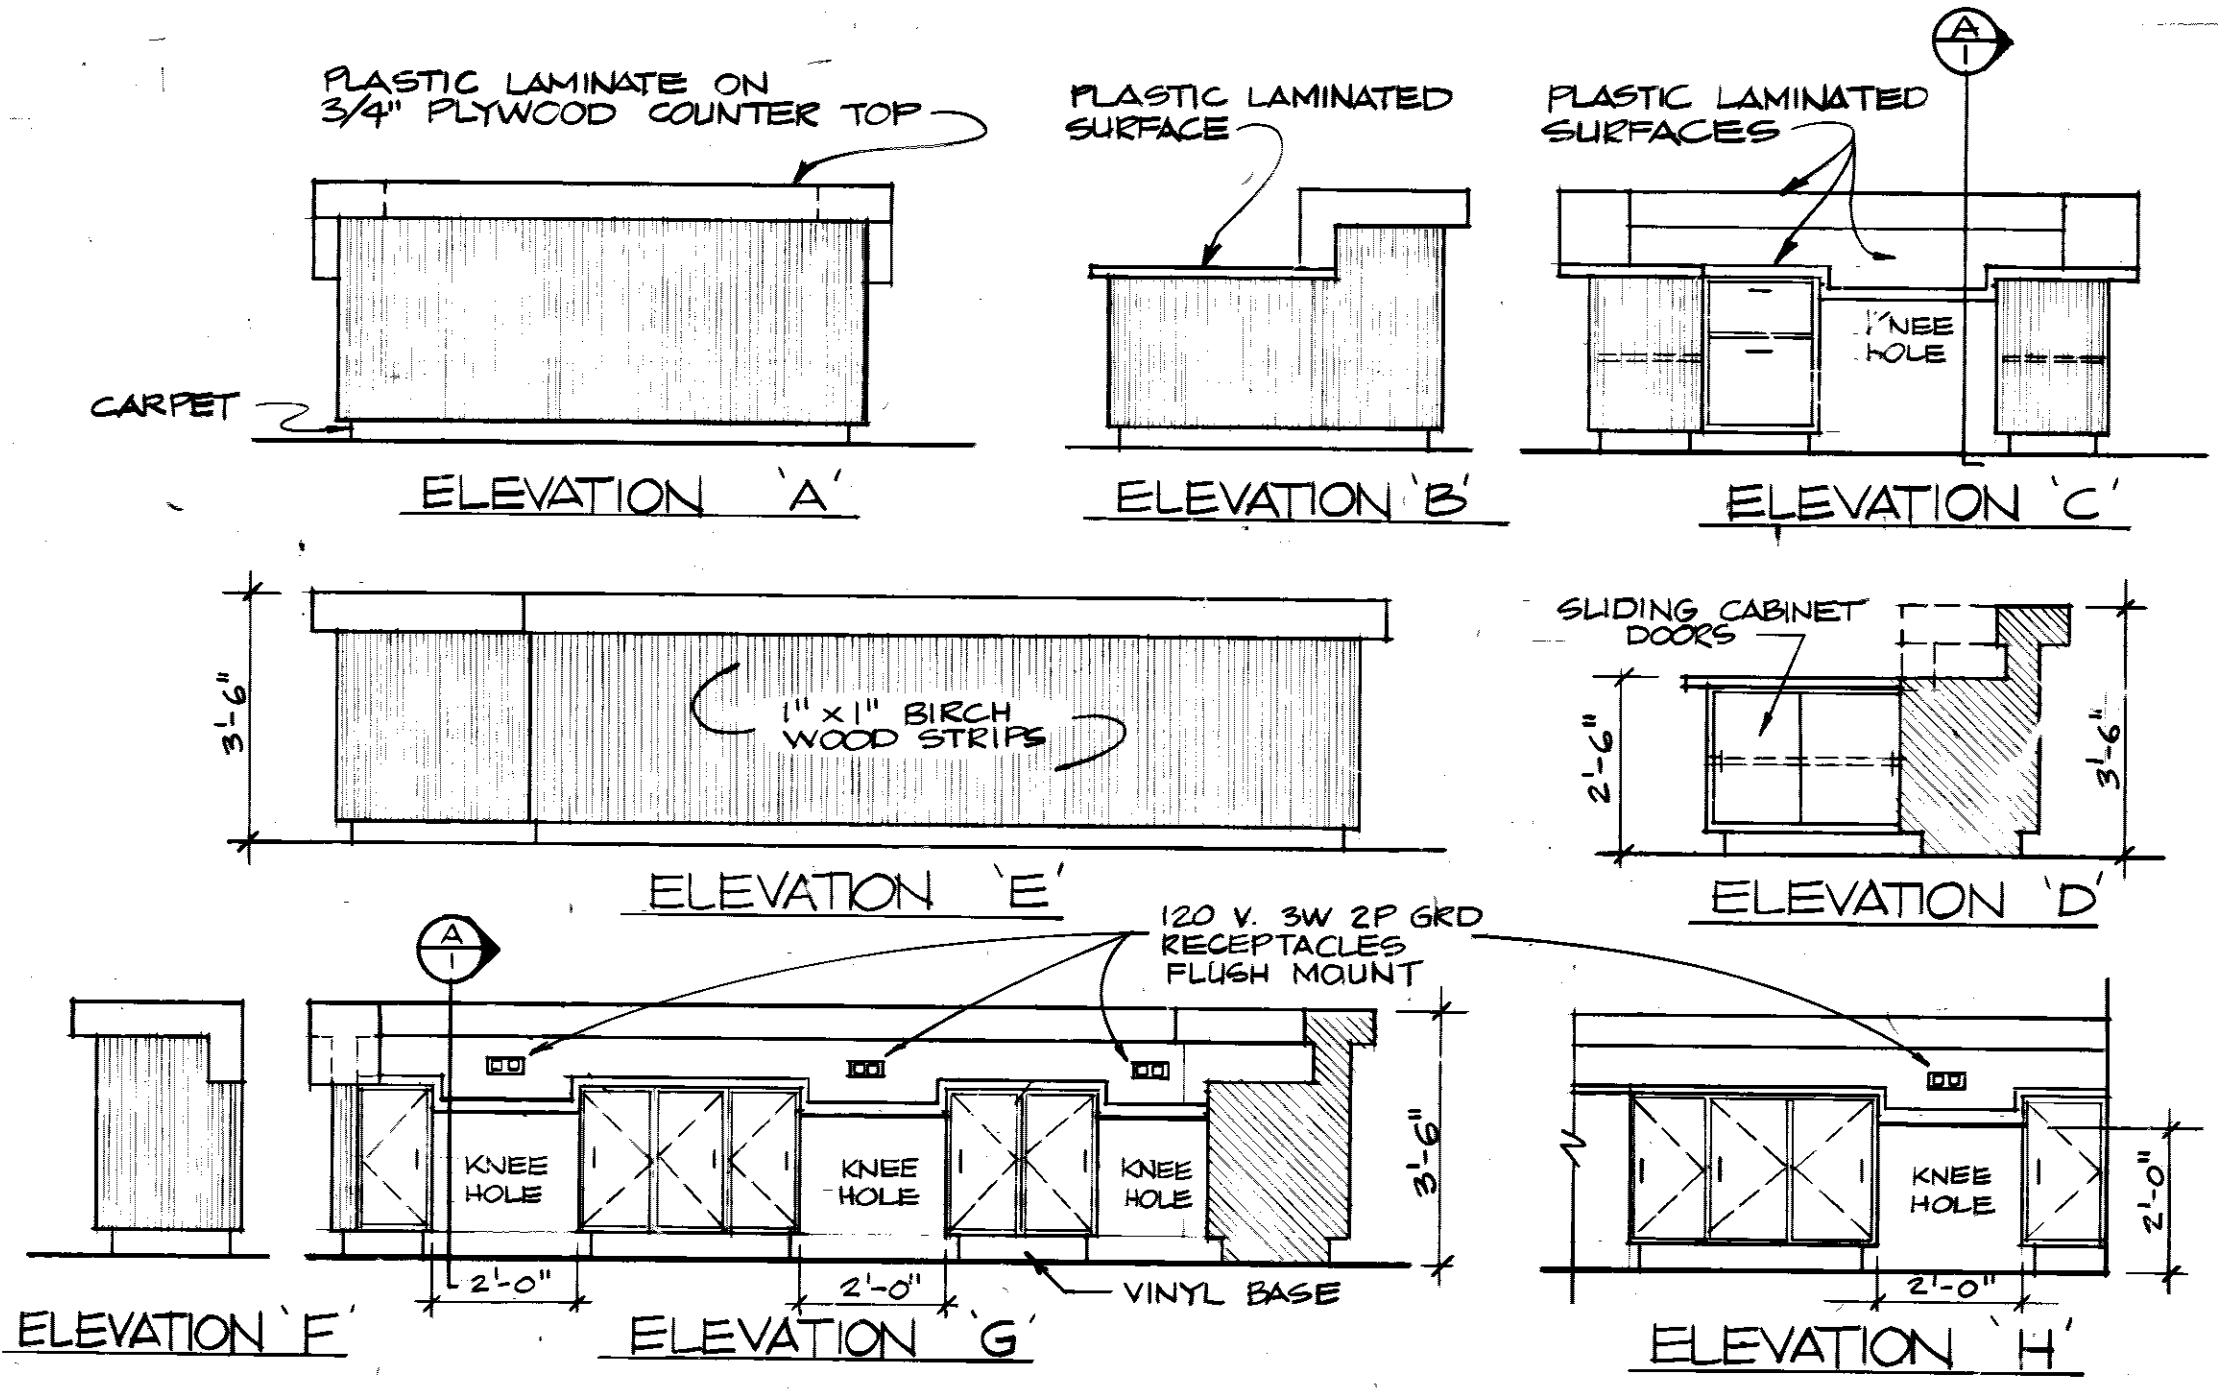 A
1
PLASTIC LAMINATE ON
3/4" PLYWOOD COUNTER TOP
PLASTIC LAMINATED
SURFACE
PLASTIC LAMINATED
SURFACES
KNEE
HOLE
CARPET
ELEVATION 'A'
ELEVATION 'B'
ELEVATION 'C'
3'-6"
1" x 1" BIRCH
WOOD STRIPS
SLIDING CABINET
DOORS
2'-6"
3'-6"
ELEVATION 'E'
ELEVATION 'D'
A
1
120 V. 3W 2P GRD
RECEPTACLES
FLUSH MOUNT
KNEE
HOLE
KNEE
HOLE
KNEE
HOLE
3'-6"
KNEE
HOLE
2'-0"
2'-0"
2'-0"
VINYL BASE
2'-0"
ELEVATION 'F'
ELEVATION 'G'
ELEVATION 'H'